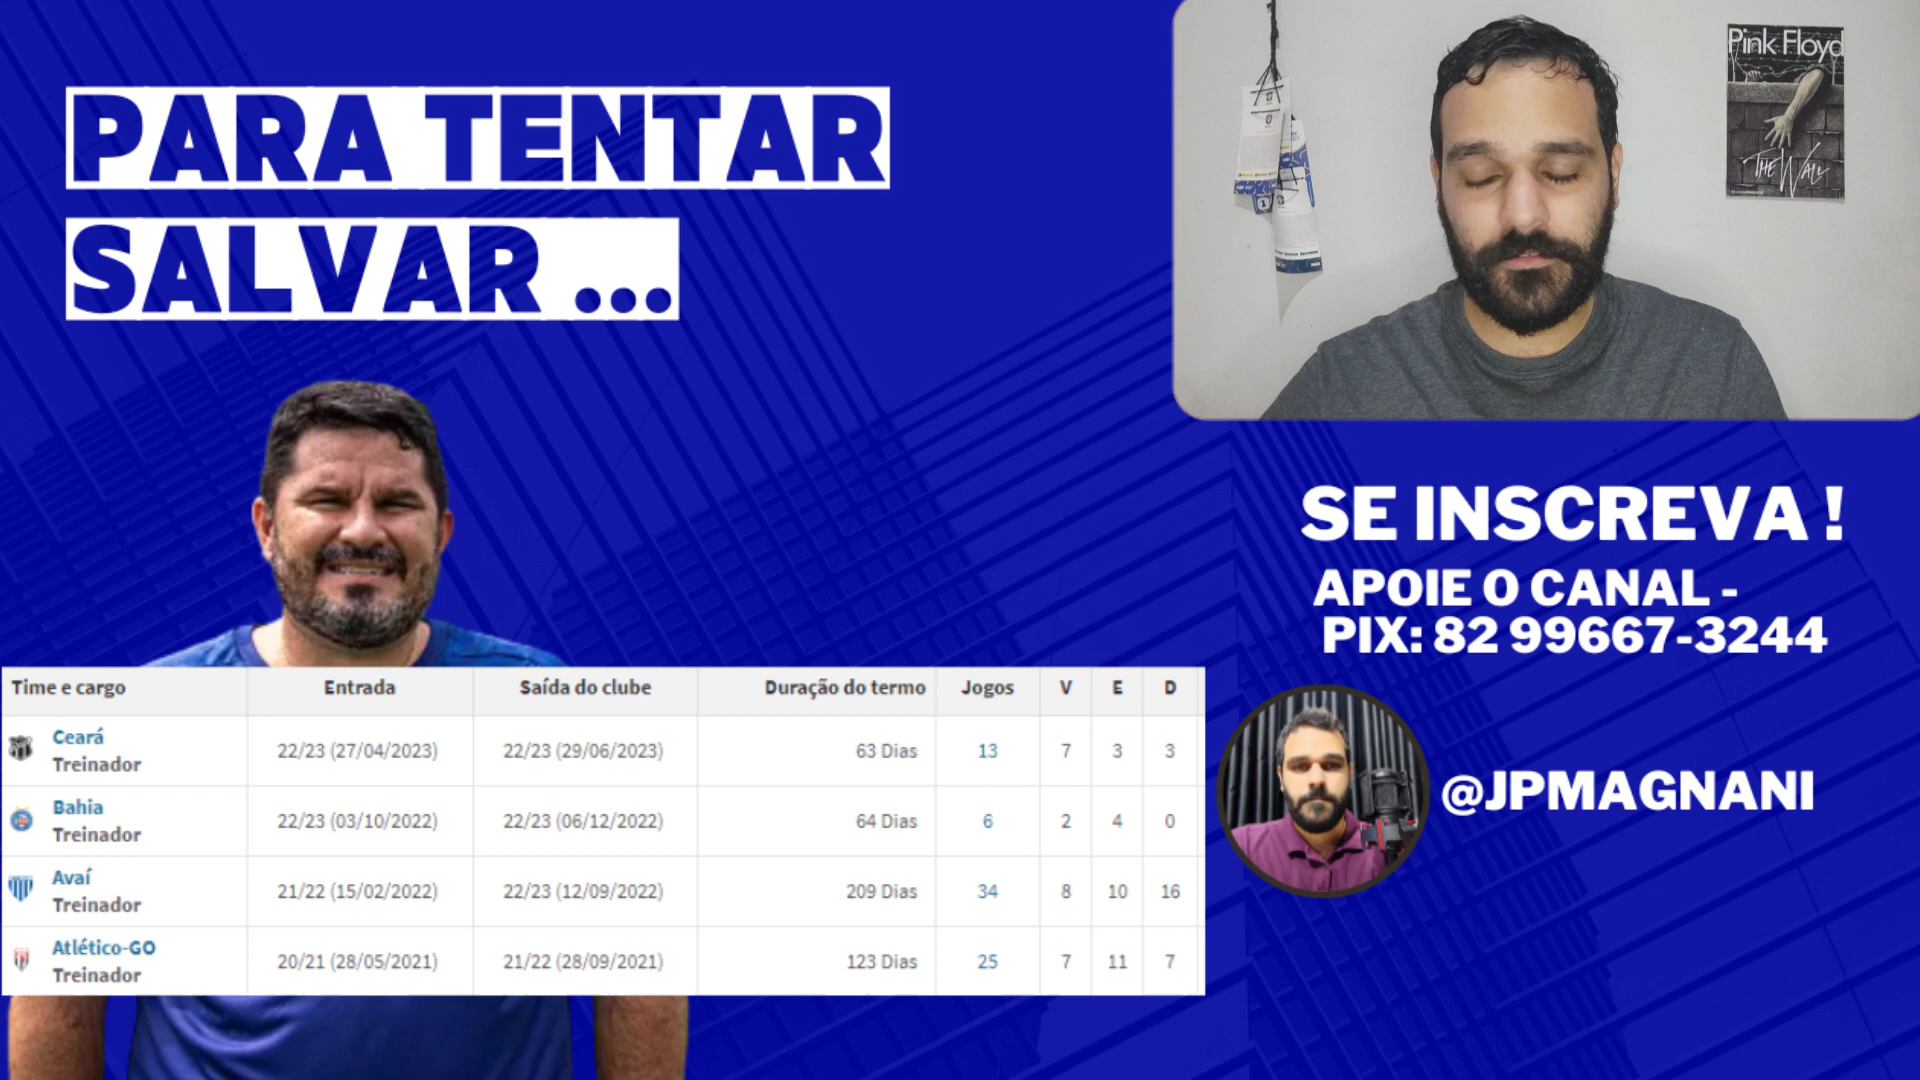 PARA TENTAR
SALVAR ...
Pink Floyd
THE WALL
SE INSCREVA !
APOIE O CANAL -
PIX: 82 99667-3244
@JPMAGNANI
Time e cargo Entrada Saída do clube Duração do termo Jogos V E D
Ceará
Treinador 22/23 (27/04/2023) 22/23 (29/06/2023) 63 Dias 13 7 3 3
Bahia
Treinador 22/23 (03/10/2022) 22/23 (06/12/2022) 64 Dias 6 2 4 0
Avaí
Treinador 21/22 (15/02/2022) 22/23 (12/09/2022) 209 Dias 34 8 10 16
Atlético-GO
Treinador 20/21 (28/05/2021) 21/22 (28/09/2021) 123 Dias 25 7 11 7